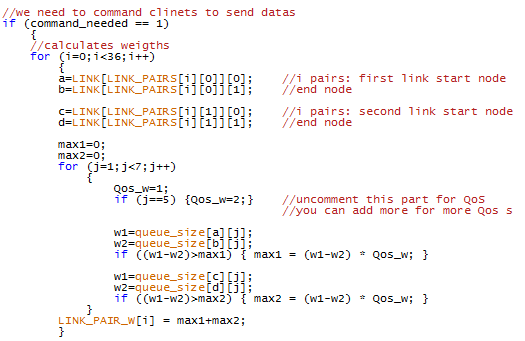 //we need to command clinets to send datas
if (command_needed == 1)
{
//calculates weigths
for (i=0;i<36;i++)
{
a=LINK[LINK_PAIRS[i][0]][0]; //i pairs: first link start node
b=LINK[LINK_PAIRS[i][0]][1]; //end node
c=LINK[LINK_PAIRS[i][1]][0]; //i pairs: second link start node
d=LINK[LINK_PAIRS[i][1]][1]; //end node
max1=0;
max2=0;
for (j=1;j<7;j++)
{
Qos_w=1;
if (j==5) {Qos_w=2;} //uncomment this part for QoS
//you can add more for more Qos s
w1=queue_size[a][j];
w2=queue_size[b][j];
if ((w1-w2)>max1) { max1 = (w1-w2) * Qos_w; }
w1=queue_size[c][j];
w2=queue_size[d][j];
if ((w1-w2)>max2) { max2 = (w1-w2) * Qos_w; }
}
LINK_PAIR_W[i] = max1+max2;
}